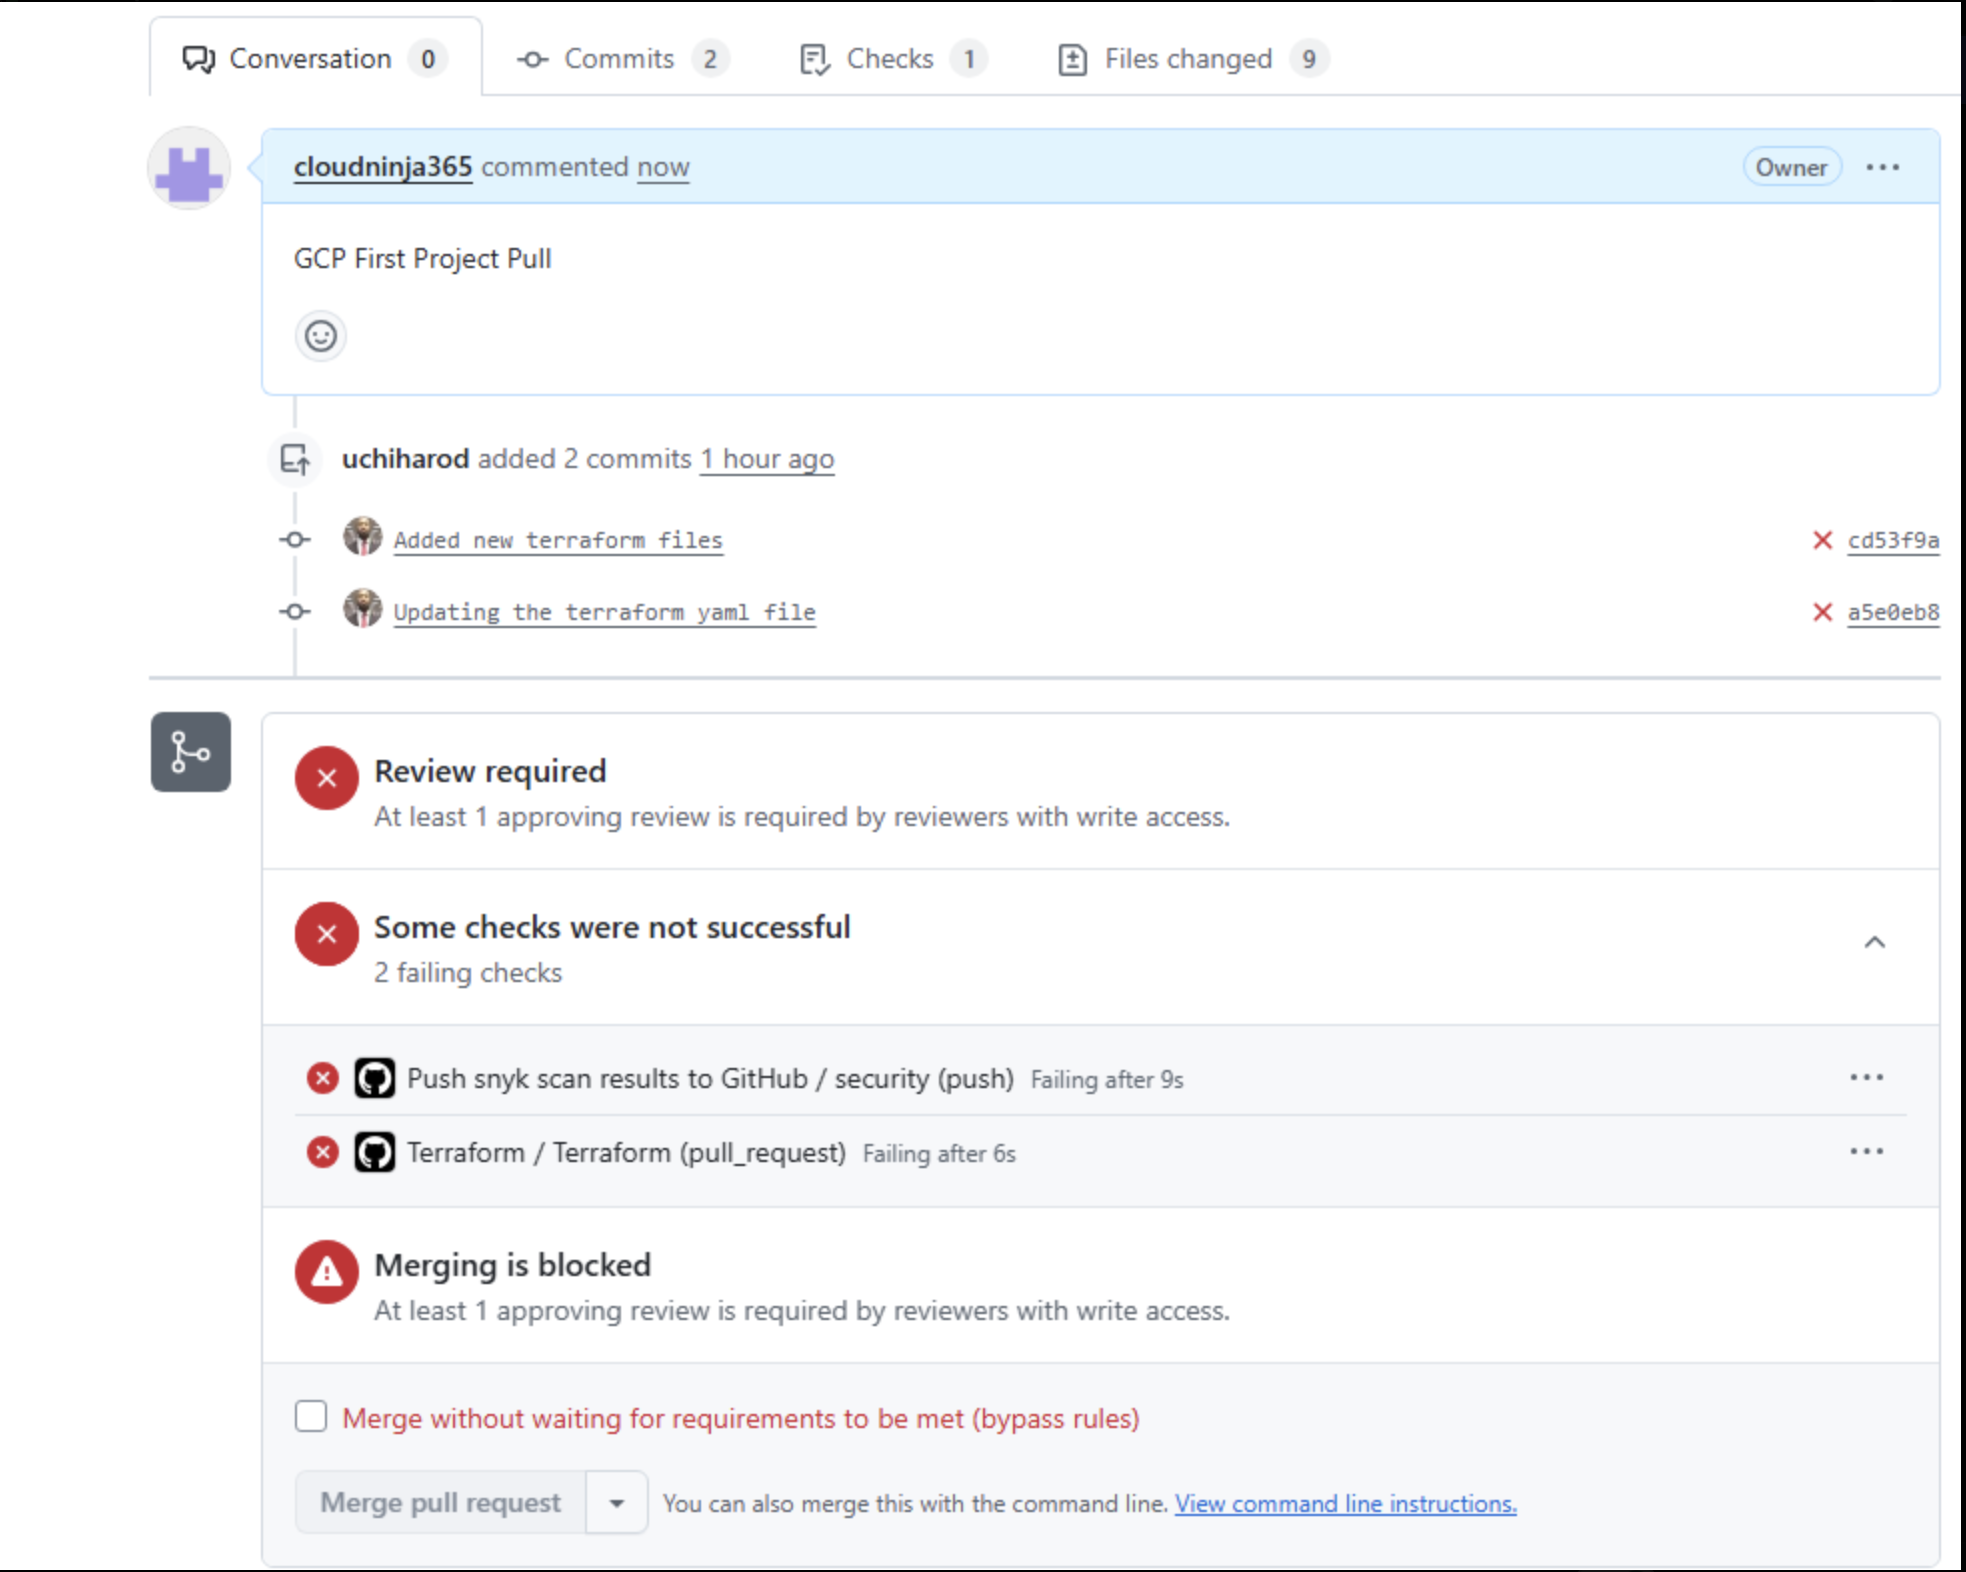 Conversation 0 Commits 2 Checks 1 Files changed 9
cloudninja365 commented now Owner
GCP First Project Pull
uchiharod added 2 commits 1 hour ago
Added new terraform files cd53f9a
Updating the terraform yaml file a5e0eb8
Review required
At least 1 approving review is required by reviewers with write access.
Some checks were not successful
2 failing checks
Push snyk scan results to GitHub / security (push) Failing after 9s
Terraform / Terraform (pull_request) Failing after 6s
Merging is blocked
At least 1 approving review is required by reviewers with write access.
Merge without waiting for requirements to be met (bypass rules)
Merge pull request You can also merge this with the command line. View command line instructions.